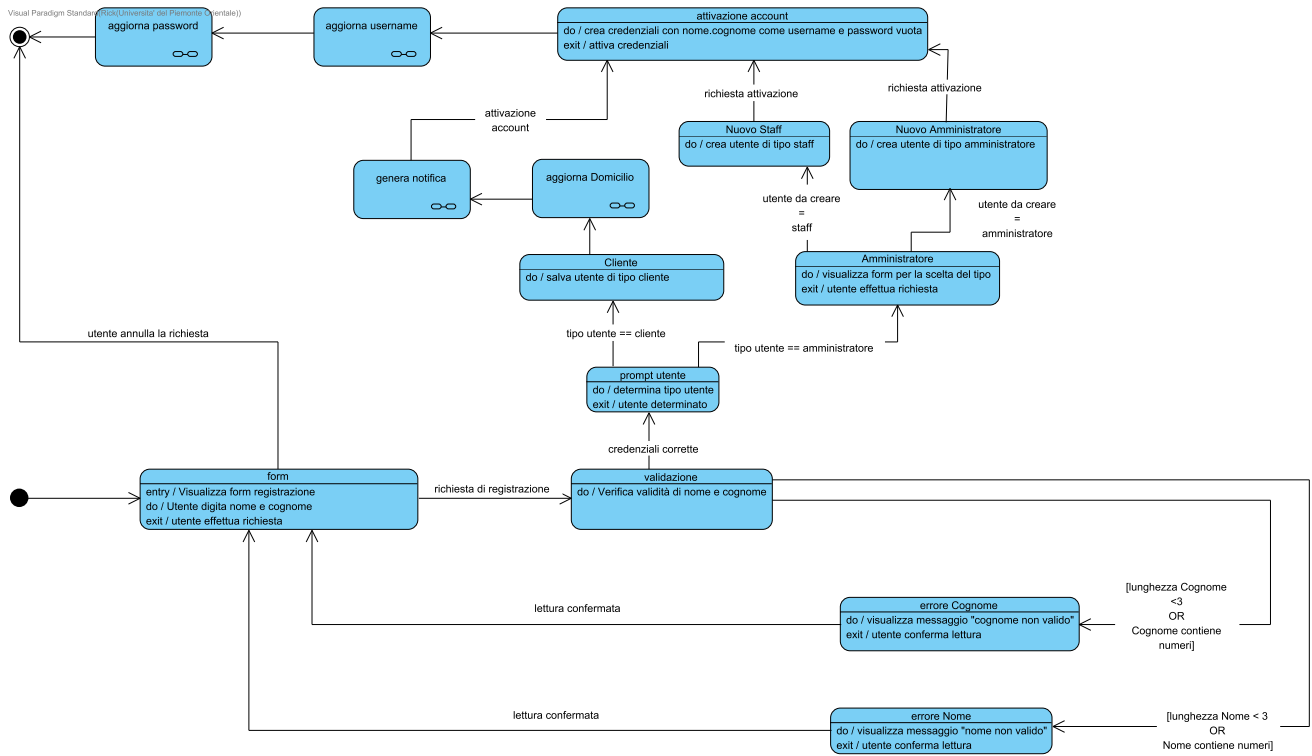 Visual Paradigm Standard(Rick(Universita' del Piemonte Orientale))
aggiorna password
aggiorna username
attivazione account
do / crea credenziali con nome.cognome come username e password vuota
exit / attiva credenziali
richiesta attivazione
richiesta attivazione
attivazione
account
Nuovo Staff
do / crea utente di tipo staff
Nuovo Amministratore
do / crea utente di tipo amministratore
genera notifica
aggiorna Domicilio
utente da creare
=
staff
utente da creare
=
amministratore
Cliente
do / salva utente di tipo cliente
Amministratore
do / visualizza form per la scelta del tipo
exit / utente effettua richiesta
utente annulla la richiesta
tipo utente == cliente
tipo utente == amministratore
prompt utente
do / determina tipo utente
exit / utente determinato
credenziali corrette
form
entry / Visualizza form registrazione
do / Utente digita nome e cognome
exit / utente effettua richiesta
richiesta di registrazione
validazione
do / Verifica validità di nome e cognome
lettura confermata
errore Cognome
do / visualizza messaggio "cognome non valido"
exit / utente conferma lettura
[lunghezza Cognome
<3
OR
Cognome contiene
numeri]
lettura confermata
errore Nome
do / visualizza messaggio "nome non valido"
exit / utente conferma lettura
[lunghezza Nome < 3
OR
Nome contiene numeri]